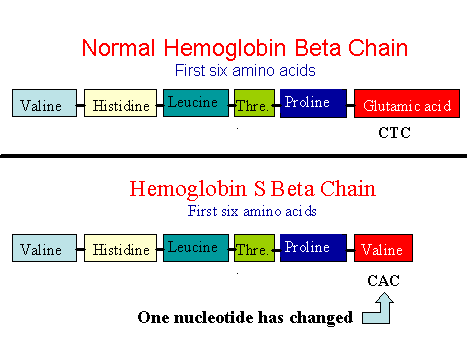 Normal Hemoglobin Beta Chain
First six amino acids
Valine Histidine Leucine Thre. Proline Glutamic acid
CTC
Hemoglobin S Beta Chain
First six amino acids
Valine Histidine Leucine Thre. Proline Valine
CAC
One nucleotide has changed